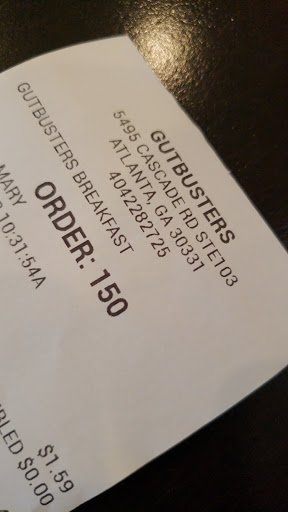 GUTBUSTERS
5495 CASCADE RD STE103
ATLANTA, GA 30331
4042282725
GUTBUSTERS BREAKFAST
ORDER: 150
MARY
10:31:54A
$1.59
$0.00